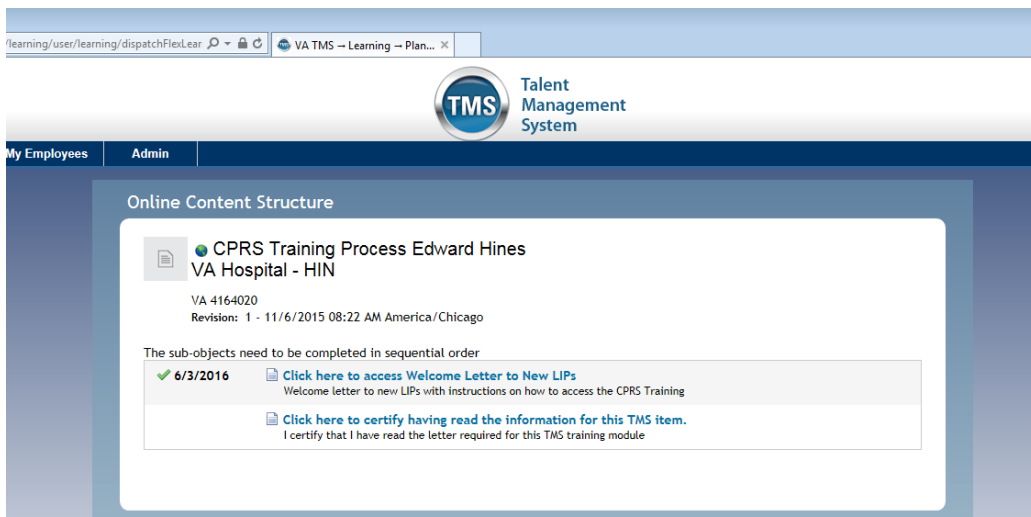 /learning/user/learning/dispatchFlexLear
VA TMS → Learning → Plan...
TMS
Talent
Management
System
My Employees
Admin
Online Content Structure
CPRS Training Process Edward Hines
VA Hospital - HIN
VA 4164020
Revision: 1 - 11/6/2015 08:22 AM America/Chicago
The sub-objects need to be completed in sequential order
6/3/2016 Click here to access Welcome Letter to New LIPs
Welcome letter to new LIPs with instructions on how to access the CPRS Training
Click here to certify having read the information for this TMS item.
I certify that I have read the letter required for this TMS training module